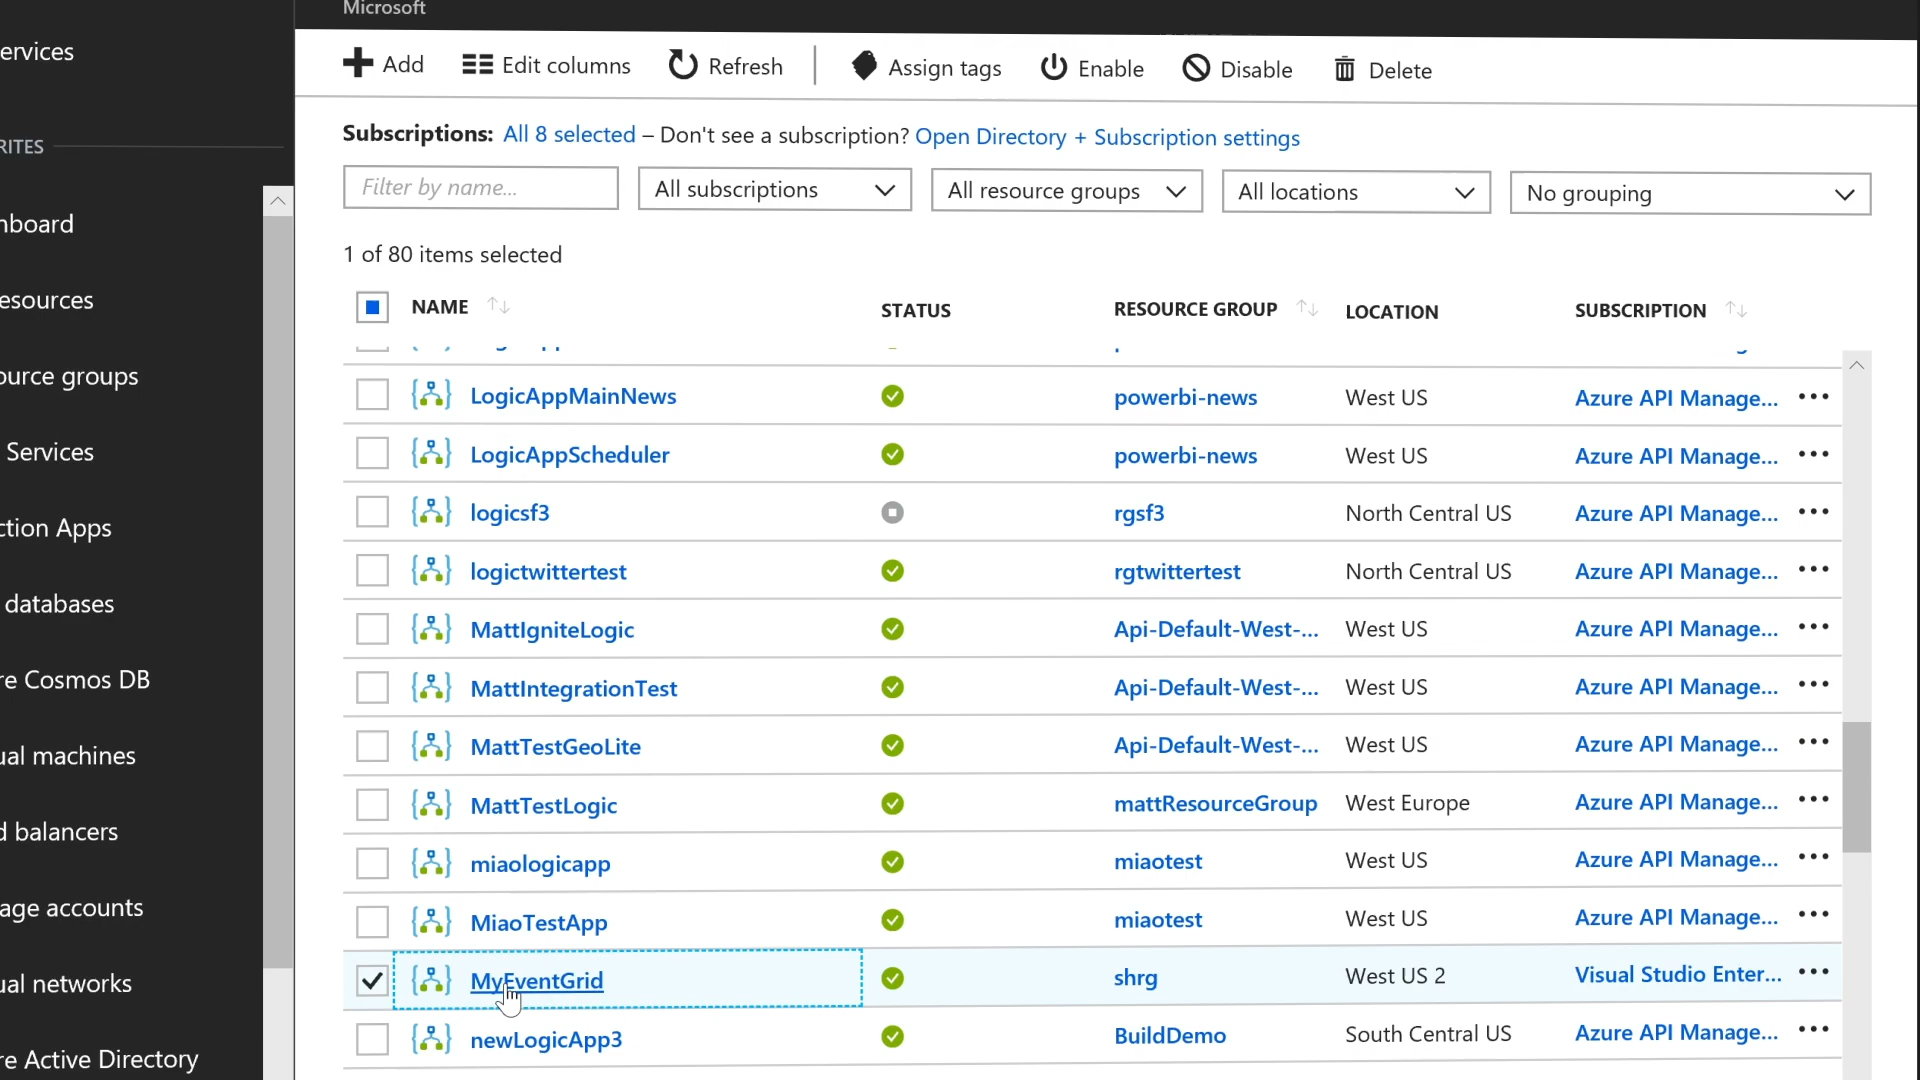 Microsoft
ervices
Add
Edit columns
Refresh
Assign tags
Enable
Disable
Delete
RITES
Subscriptions: All 8 selected – Don't see a subscription? Open Directory + Subscription settings
Filter by name...
All subscriptions
All resource groups
All locations
No grouping
hboard
1 of 80 items selected
esources
NAME
STATUS
RESOURCE GROUP
LOCATION
SUBSCRIPTION
ource groups
LogicAppMainNews
powerbi-news
West US
Azure API Manage...
Services
LogicAppScheduler
powerbi-news
West US
Azure API Manage...
ction Apps
logicsf3
rgsf3
North Central US
Azure API Manage...
logictwittertest
rgtwittertest
North Central US
Azure API Manage...
databases
MattIgniteLogic
Api-Default-West-...
West US
Azure API Manage...
re Cosmos DB
MattIntegrationTest
Api-Default-West-...
West US
Azure API Manage...
ual machines
MattTestGeoLite
Api-Default-West-...
West US
Azure API Manage...
d balancers
MattTestLogic
mattResourceGroup
West Europe
Azure API Manage...
miaologicapp
miaotest
West US
Azure API Manage...
age accounts
MiaoTestApp
miaotest
West US
Azure API Manage...
ual networks
MyEventGrid
shrg
West US 2
Visual Studio Enter...
re Active Directory
newLogicApp3
BuildDemo
South Central US
Azure API Manage...